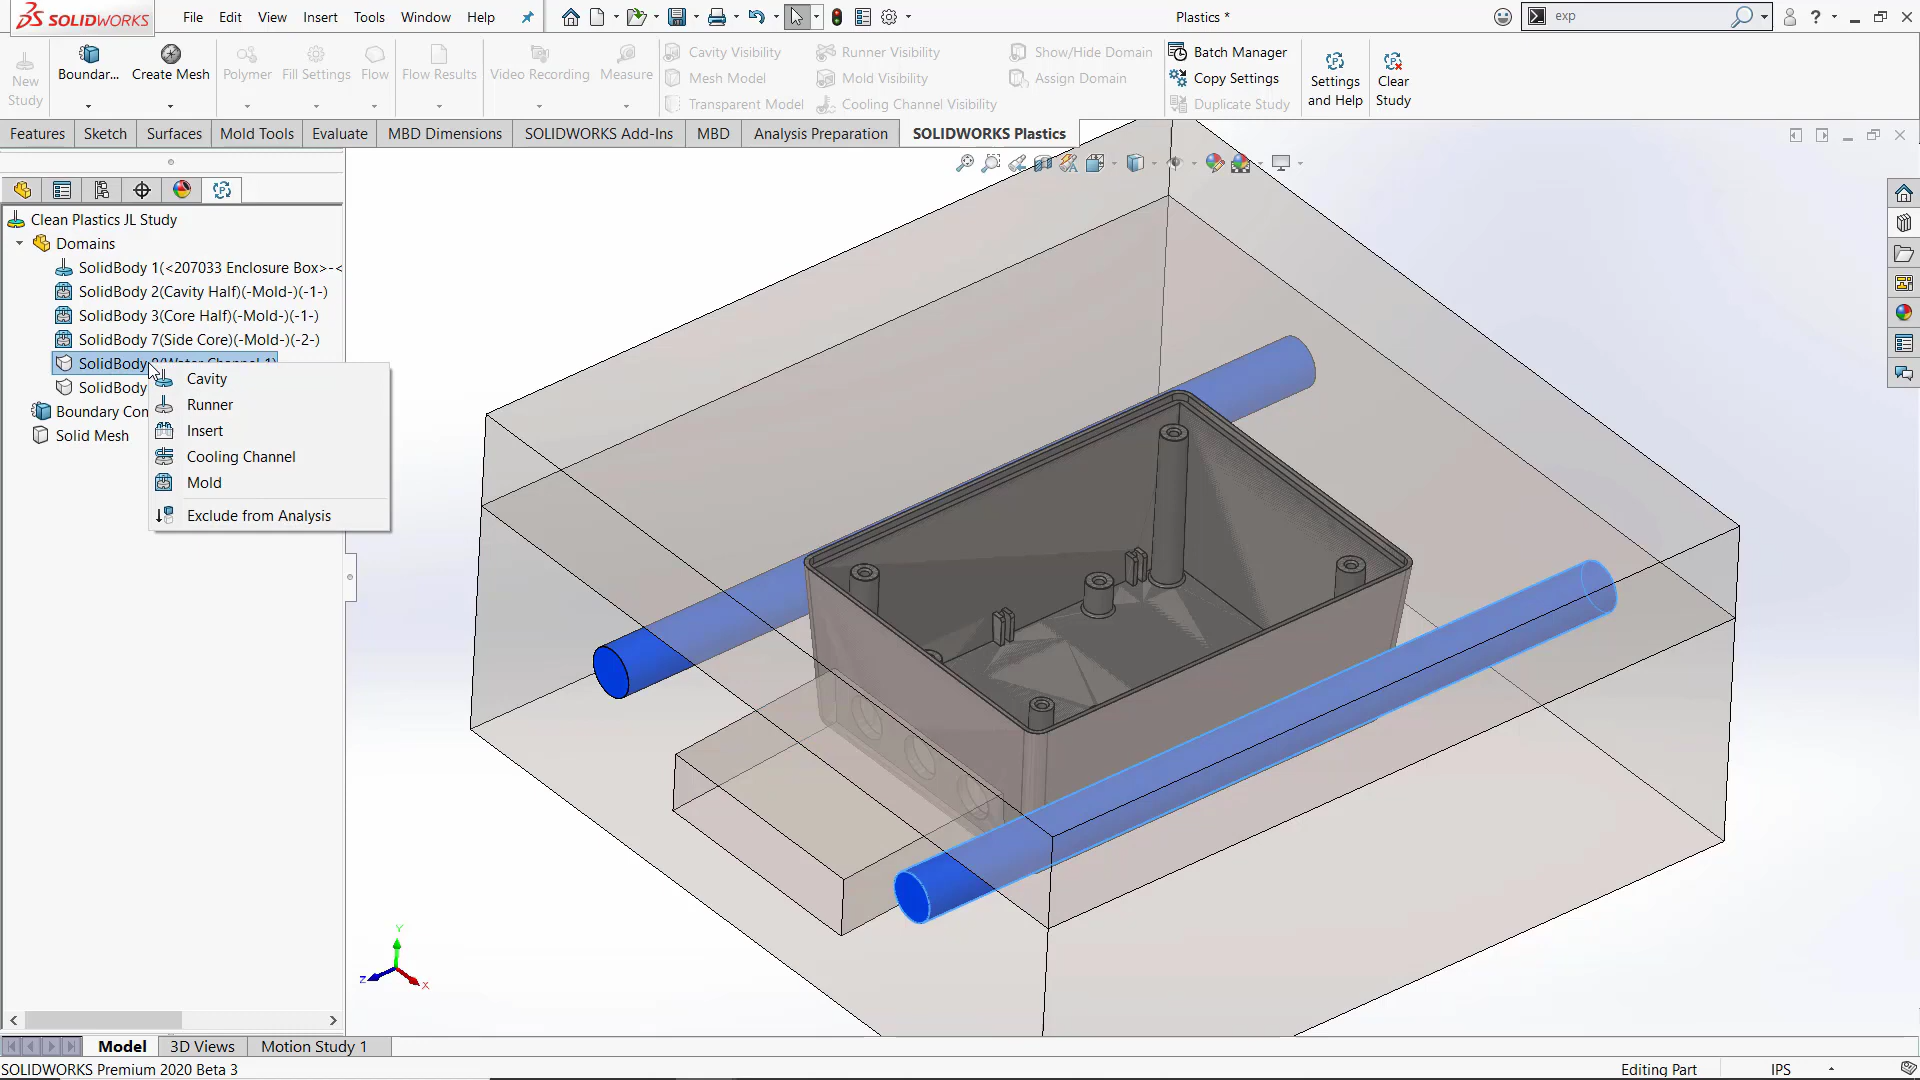 SOLIDWORKS File Edit View Insert Tools Window Help Plastics * exp
New Study Boundar... Create Mesh Polymer Fill Settings Flow Flow Results Video Recording Measure
Cavity Visibility Runner Visibility Show/Hide Domain Batch Manager
Mesh Model Mold Visibility Assign Domain Copy Settings
Transparent Model Cooling Channel Visibility Duplicate Study
Settings and Help Clear Study
Features Sketch Surfaces Mold Tools Evaluate MBD Dimensions SOLIDWORKS Add-Ins MBD Analysis Preparation SOLIDWORKS Plastics
Clean Plastics JL Study
Domains
SolidBody 1(<207033 Enclosure Box>-<
SolidBody 2(Cavity Half)(-Mold-)(-1-)
SolidBody 3(Core Half)(-Mold-)(-1-)
SolidBody 7(Side Core)(-Mold-)(-2-)
SolidBody
SolidBody
Boundary Con
Solid Mesh
Cavity
Runner
Insert
Cooling Channel
Mold
Exclude from Analysis
Y
Z
X
Model 3D Views Motion Study 1
SOLIDWORKS Premium 2020 Beta 3 Editing Part IPS